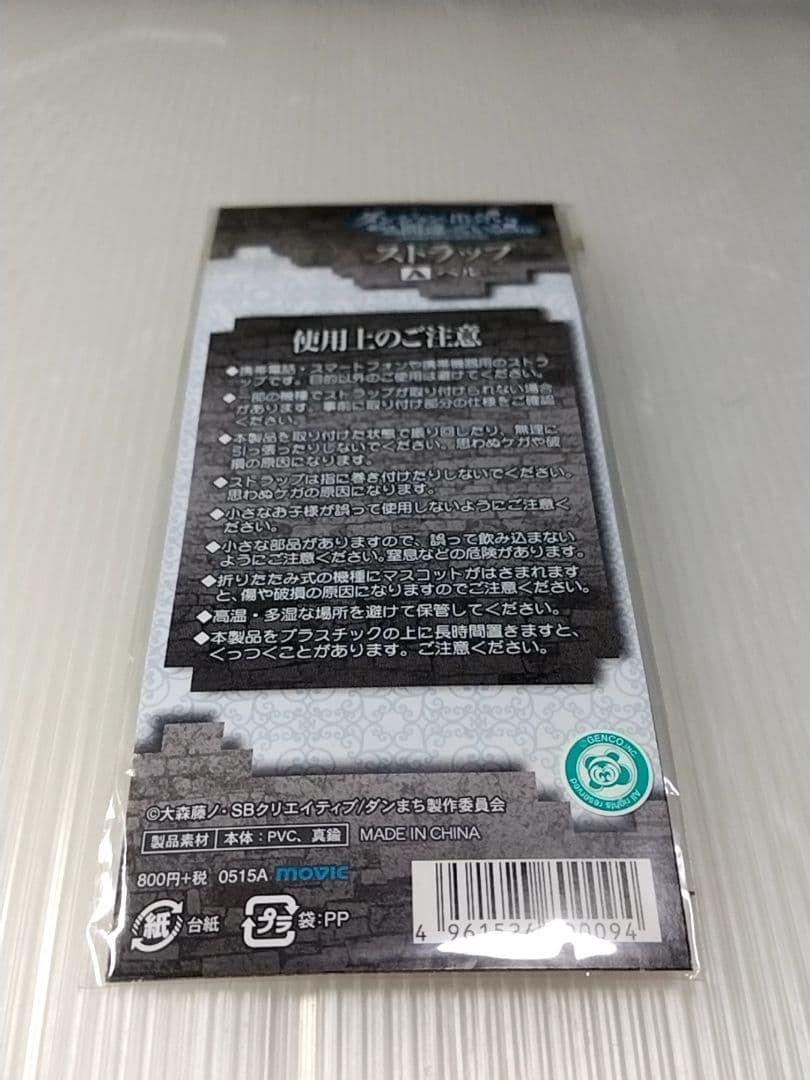 ストラップ
ベル
使用上のご注意
◆携帯電話・スマートフォンや携帯機器用のストラ
ップです。目的以外のご使用は避けてください。
◆一部の機種でストラップが取り付けられない場合
があります。事前に取り付け部分の仕様をご確認
ください。
◆本製品を取り付けた状態で振り回したり、無理に
引っ張ったりしないでください。思わぬケガや破
損の原因になります。
◆ストラップは指に巻き付けたりしないでください。
思わぬケガの原因になります。
◆小さなお子様が誤って使用しないようにご注意く
ださい。
◆小さな部品がありますので、誤って飲み込まない
ようにご注意ください。窒息などの危険があります。
◆折りたたみ式の機種にマスコットがはさまれます
と、傷や破損の原因になりますのでご注意ください。
◆高温・多湿な場所を避けて保管してください。
◆本製品をプラスチックの上に長時間置きますと、
くっつくことがあります。ご注意ください。
©GENCO,INC
All rights reserved
©大森藤ノ・SBクリエイティブ/ダンまち製作委員会
製品素材 本体:PVC、真鍮 MADE IN CHINA
800円+税 0515A movic
紙 台紙 プラ 袋:PP